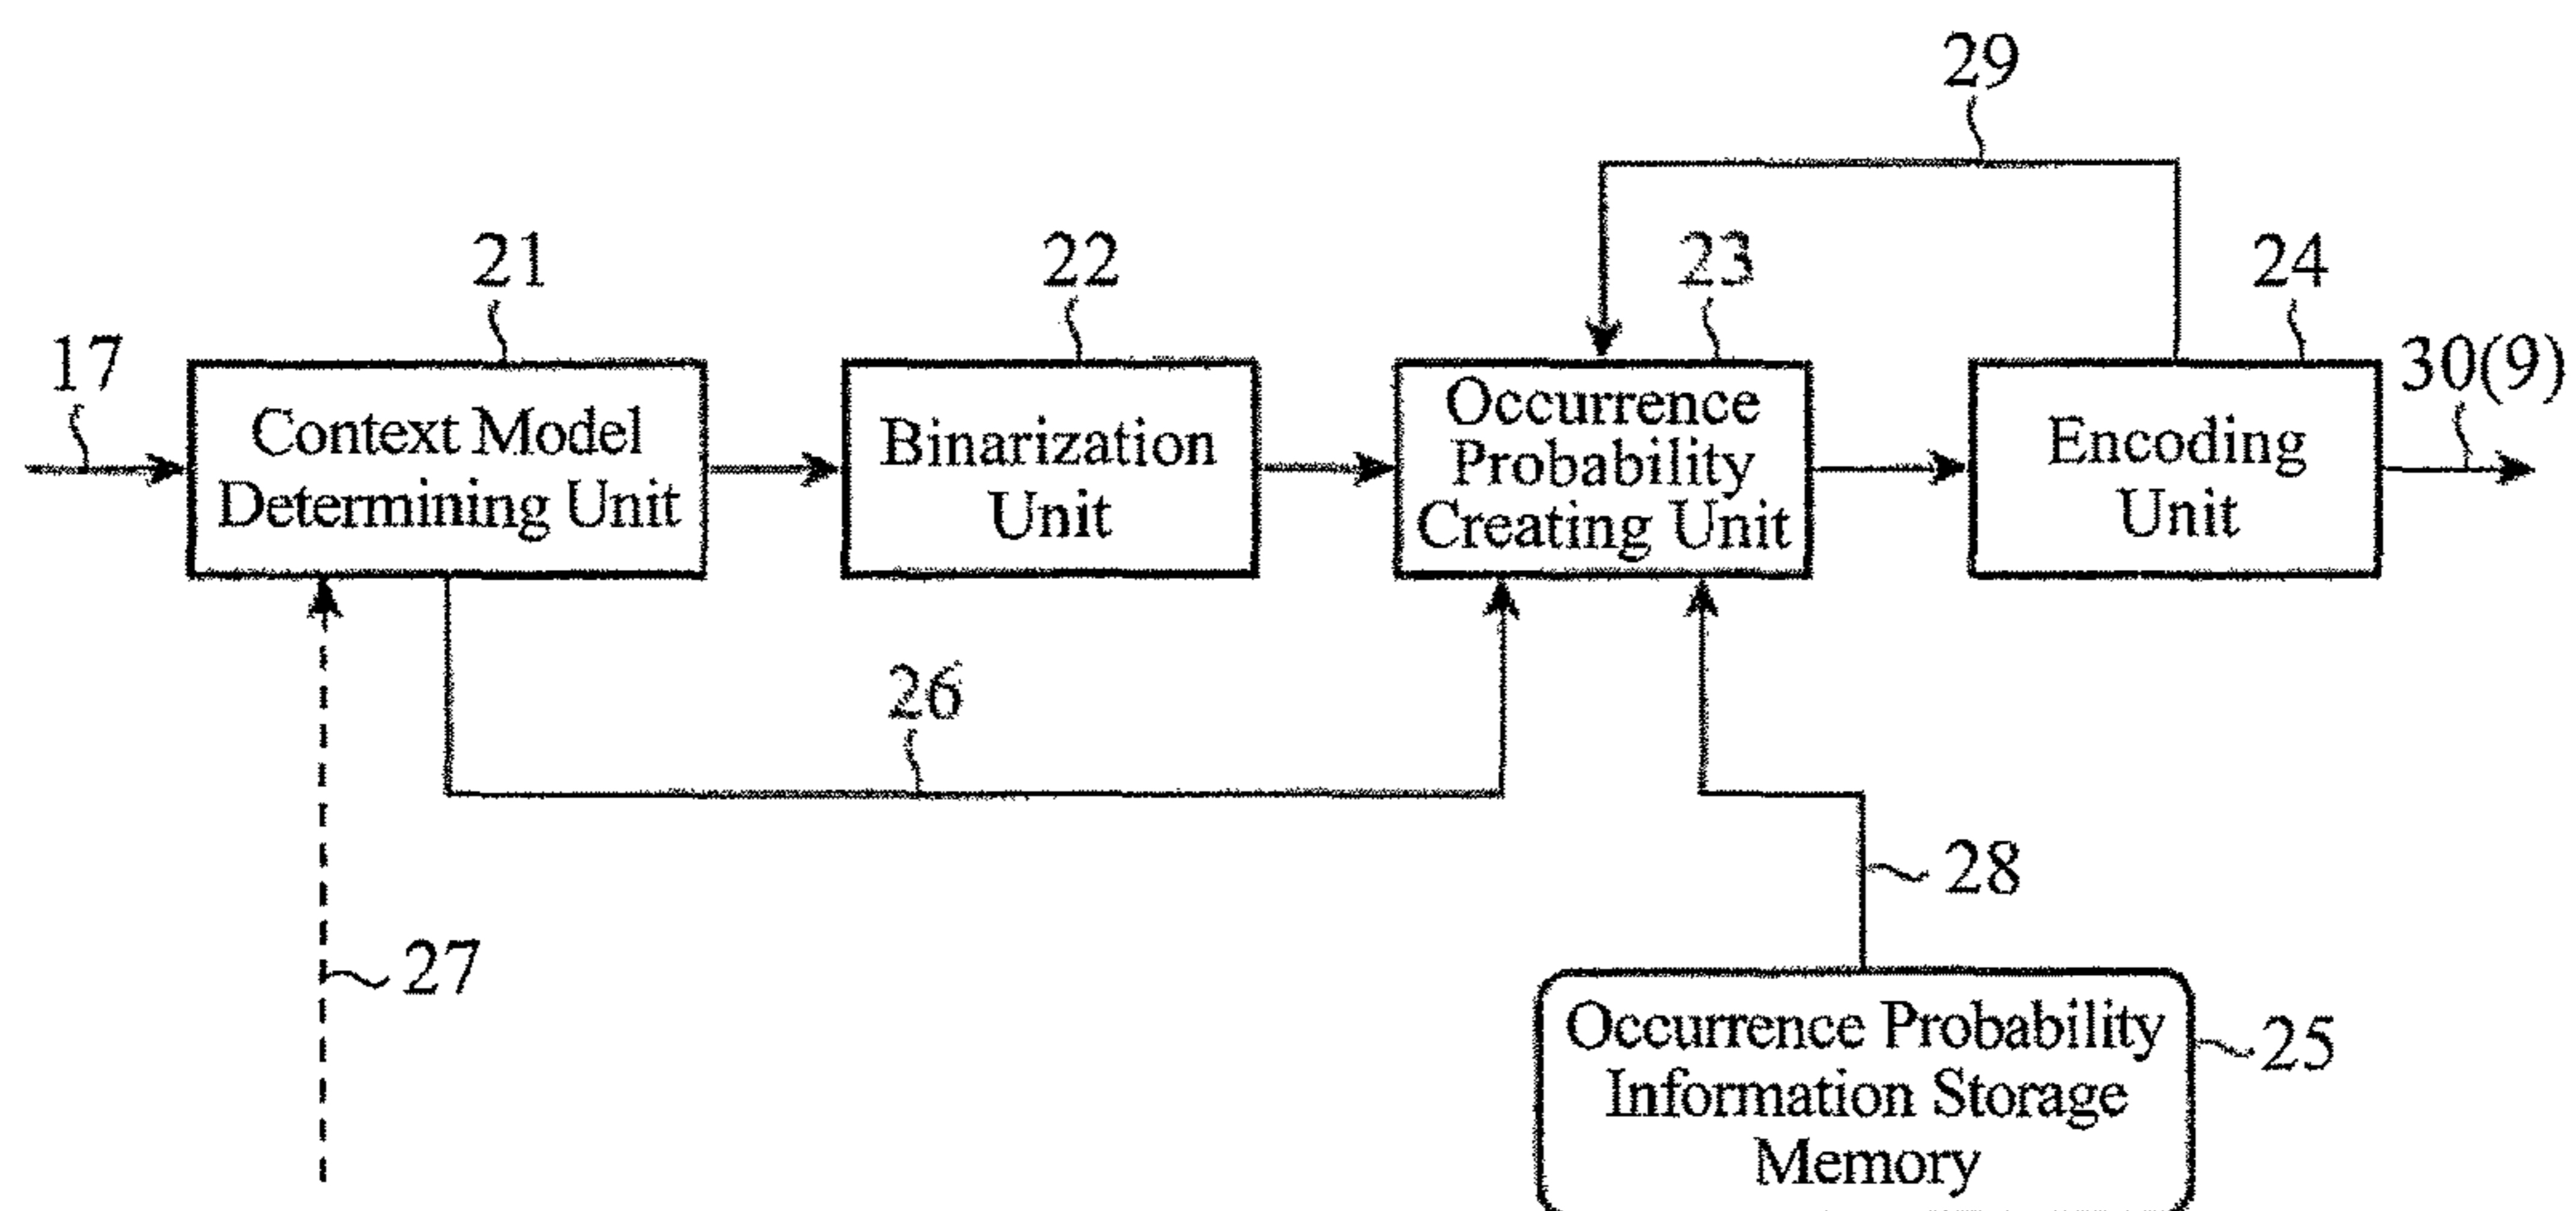 29
21
22
23
24
17
30(9)
Context Model
Determining Unit
Binarization
Unit
Occurrence
Probability
Creating Unit
Encoding
Unit
26
28
27
Occurrence Probability
Information Storage
Memory
25